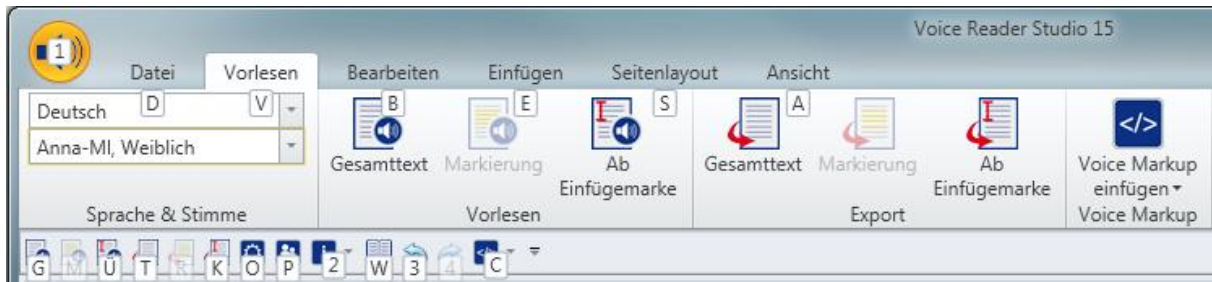 Voice Reader Studio 15
1
Datei Vorlesen Bearbeiten Einfügen Seitenlayout Ansicht
D V B E S A
Deutsch
Anna-MI, Weiblich
Gesamttext Markierung Ab Einfügemarke
Gesamttext Markierung Ab Einfügemarke
</> Voice Markup einfügen
Sprache & Stimme Vorlesen Export Voice Markup
G M Ü T R K O P 2 W 3 4 C